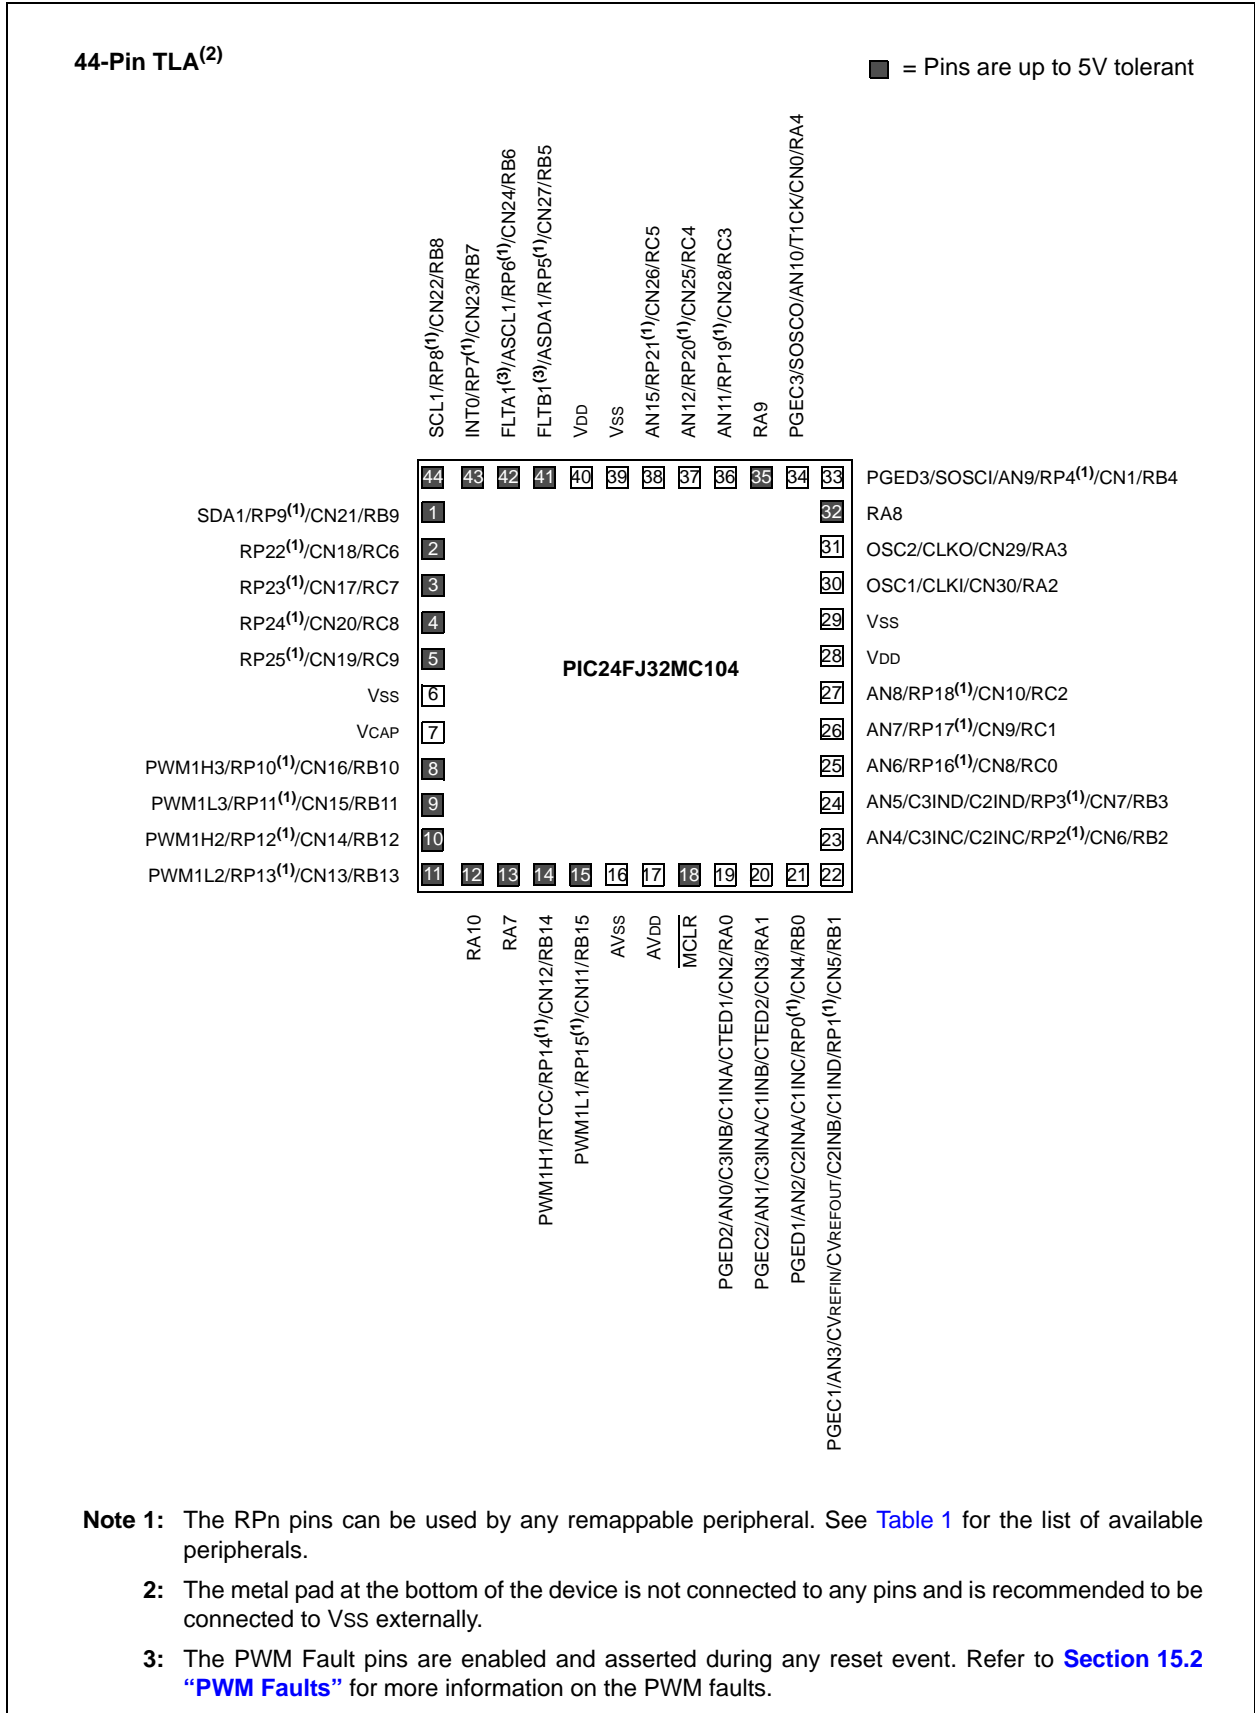 44-Pin TLA(2)
= Pins are up to 5V tolerant
SCL1/RP8(1)/CN22/RB8
INT0/RP7(1)/CN23/RB7
FLTA1(3)/ASCL1/RP6(1)/CN24/RB6
FLTB1(3)/ASDA1/RP5(1)/CN27/RB5
VDD
VSS
AN15/RP21(1)/CN26/RC5
AN12/RP20(1)/CN25/RC4
AN11/RP19(1)/CN28/RC3
RA9
PGEC3/SOSCO/AN10/T1CK/CN0/RA4
44 43 42 41 40 39 38 37 36 35 34 33 PGED3/SOSCI/AN9/RP4(1)/CN1/RB4
SDA1/RP9(1)/CN21/RB9 1 32 RA8
RP22(1)/CN18/RC6 2 31 OSC2/CLKO/CN29/RA3
RP23(1)/CN17/RC7 3 30 OSC1/CLKI/CN30/RA2
RP24(1)/CN20/RC8 4 29 VSS
RP25(1)/CN19/RC9 5 PIC24FJ32MC104 28 VDD
VSS 6 27 AN8/RP18(1)/CN10/RC2
VCAP 7 26 AN7/RP17(1)/CN9/RC1
PWM1H3/RP10(1)/CN16/RB10 8 25 AN6/RP16(1)/CN8/RC0
PWM1L3/RP11(1)/CN15/RB11 9 24 AN5/C3IND/C2IND/RP3(1)/CN7/RB3
PWM1H2/RP12(1)/CN14/RB12 10 23 AN4/C3INC/C2INC/RP2(1)/CN6/RB2
PWM1L2/RP13(1)/CN13/RB13 11 12 13 14 15 16 17 18 19 20 21 22
RA10
RA7
PWM1H1/RTCC/RP14(1)/CN12/RB14
PWM1L1/RP15(1)/CN11/RB15
AVSS
AVDD
MCLR
PGED2/AN0/C3INB/C1INA/CTED1/CN2/RA0
PGEC2/AN1/C3INA/C1INB/CTED2/CN3/RA1
PGED1/AN2/C2INA/C1INC/RP0(1)/CN4/RB0
PGEC1/AN3/CVREFIN/CVREFOUT/C2INB/C1IND/RP1(1)/CN5/RB1
Note 1: The RPn pins can be used by any remappable peripheral. See Table 1 for the list of available
peripherals.
2: The metal pad at the bottom of the device is not connected to any pins and is recommended to be
connected to VSS externally.
3: The PWM Fault pins are enabled and asserted during any reset event. Refer to Section 15.2
“PWM Faults” for more information on the PWM faults.